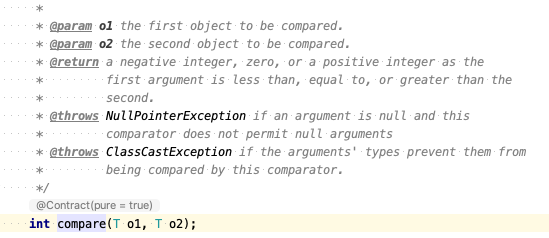 *
* @param o1 the first object to be compared.
* @param o2 the second object to be compared.
* @return a negative integer, zero, or a positive integer as the
*         first argument is less than, equal to, or greater than the
*         second.
* @throws NullPointerException if an argument is null and this
*         comparator does not permit null arguments
* @throws ClassCastException if the arguments' types prevent them from
*         being compared by this comparator.
*/
@Contract(pure = true)
int compare(T o1, T o2);